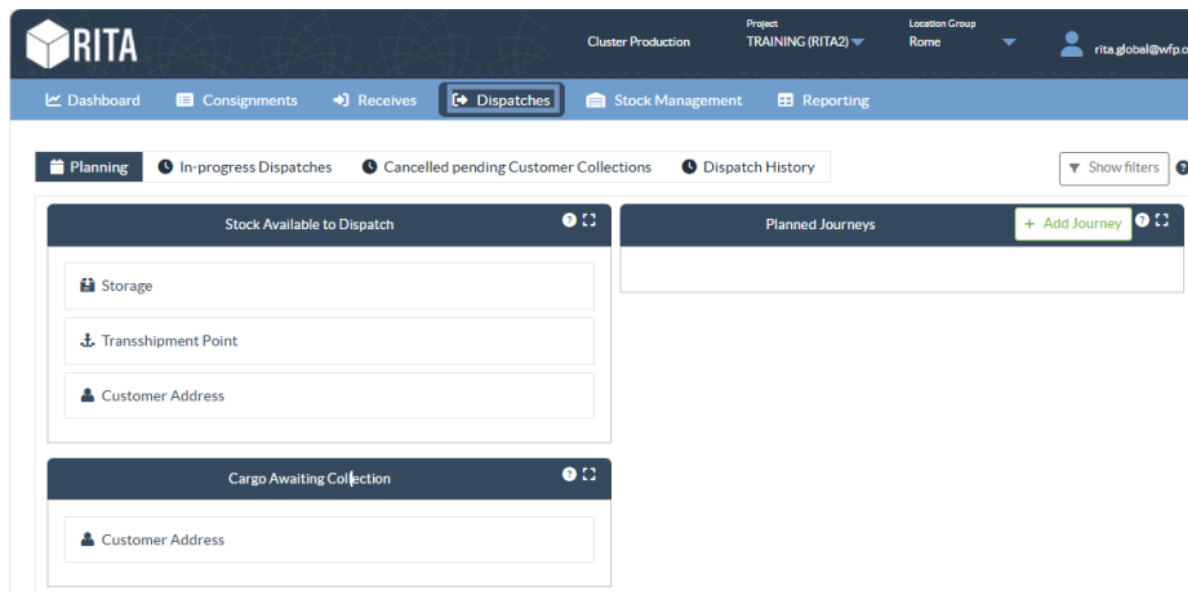 RITA
Cluster Production
Project
TRAINING (RITA2)
Location Group
Rome
rita.global@wfp.o
Dashboard
Consignments
Receives
Dispatches
Stock Management
Reporting
Planning
In-progress Dispatches
Cancelled pending Customer Collections
Dispatch History
Show filters
?
Stock Available to Dispatch
?
Storage
Transshipment Point
Customer Address
Planned Journeys
+ Add Journey
?
Cargo Awaiting Collection
?
Customer Address